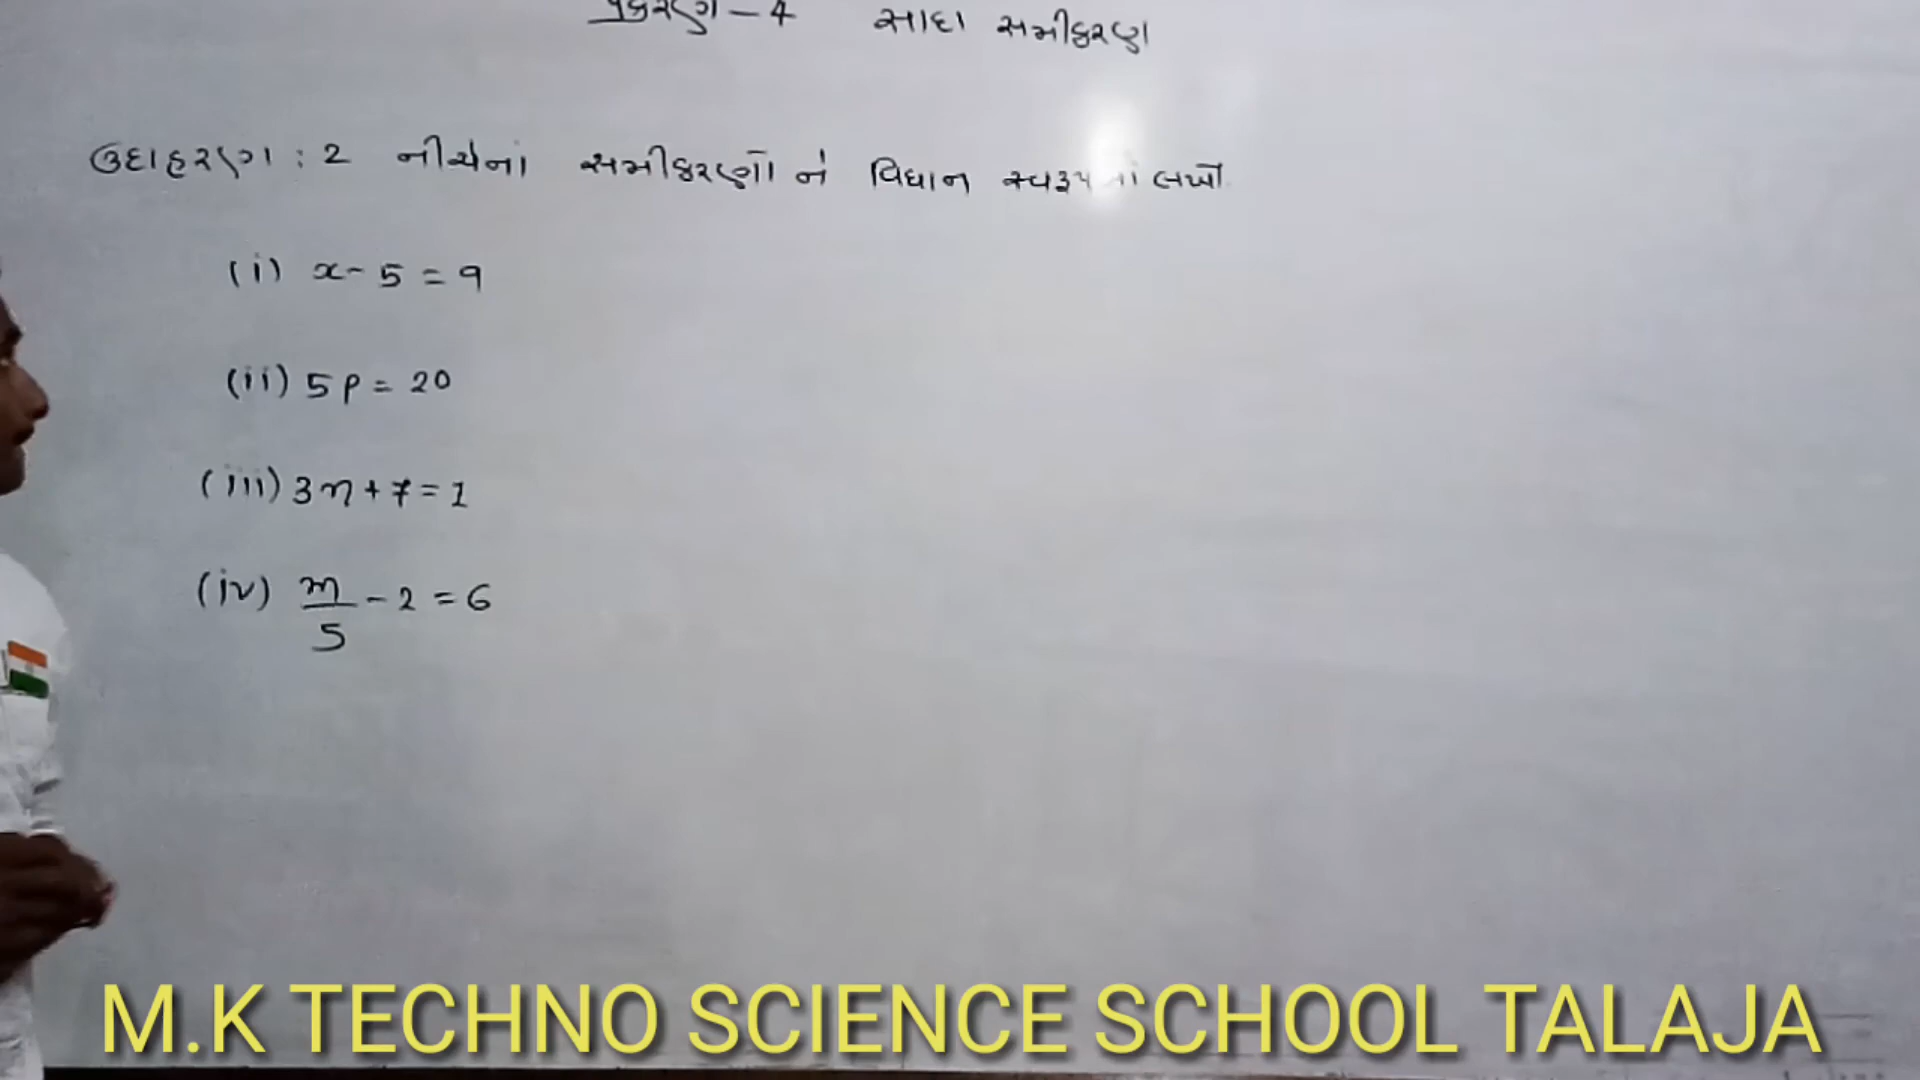 પ્રકરણ - 4 સાદા સમીકરણ
ઉદાહરણ : 2 નીચેનાં સમીકરણોને વિધાન સ્વરૂપમાં લખો.
(i) x - 5 = 9
(ii) 5p = 20
(iii) 3n + 7 = 1
(iv) m/5 - 2 = 6
M.K TECHNO SCIENCE SCHOOL TALAJA